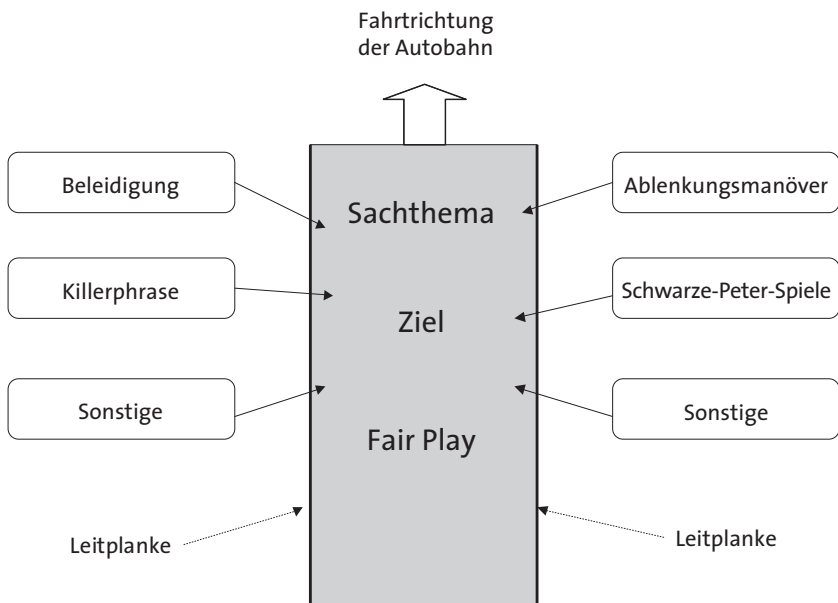 Fahrtrichtung
der Autobahn
Beleidigung
Ablenkungsmanöver
Sachthema
Killerphrase
Schwarze-Peter-Spiele
Ziel
Sonstige
Sonstige
Fair Play
Leitplanke
Leitplanke